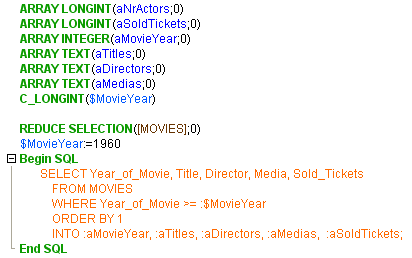 ARRAY LONGINT(aNrActors;0)
ARRAY LONGINT(aSoldTickets;0)
ARRAY INTEGER(aMovieYear;0)
ARRAY TEXT(aTitles;0)
ARRAY TEXT(aDirectors;0)
ARRAY TEXT(aMedias;0)
C_LONGINT($MovieYear)
REDUCE SELECTION([MOVIES];0)
$MovieYear:=1960
Begin SQL
SELECT Year_of_Movie, Title, Director, Media, Sold_Tickets
FROM MOVIES
WHERE Year_of_Movie >= :$MovieYear
ORDER BY 1
INTO :aMovieYear, :aTitles, :aDirectors, :aMedias, :aSoldTickets;
End SQL